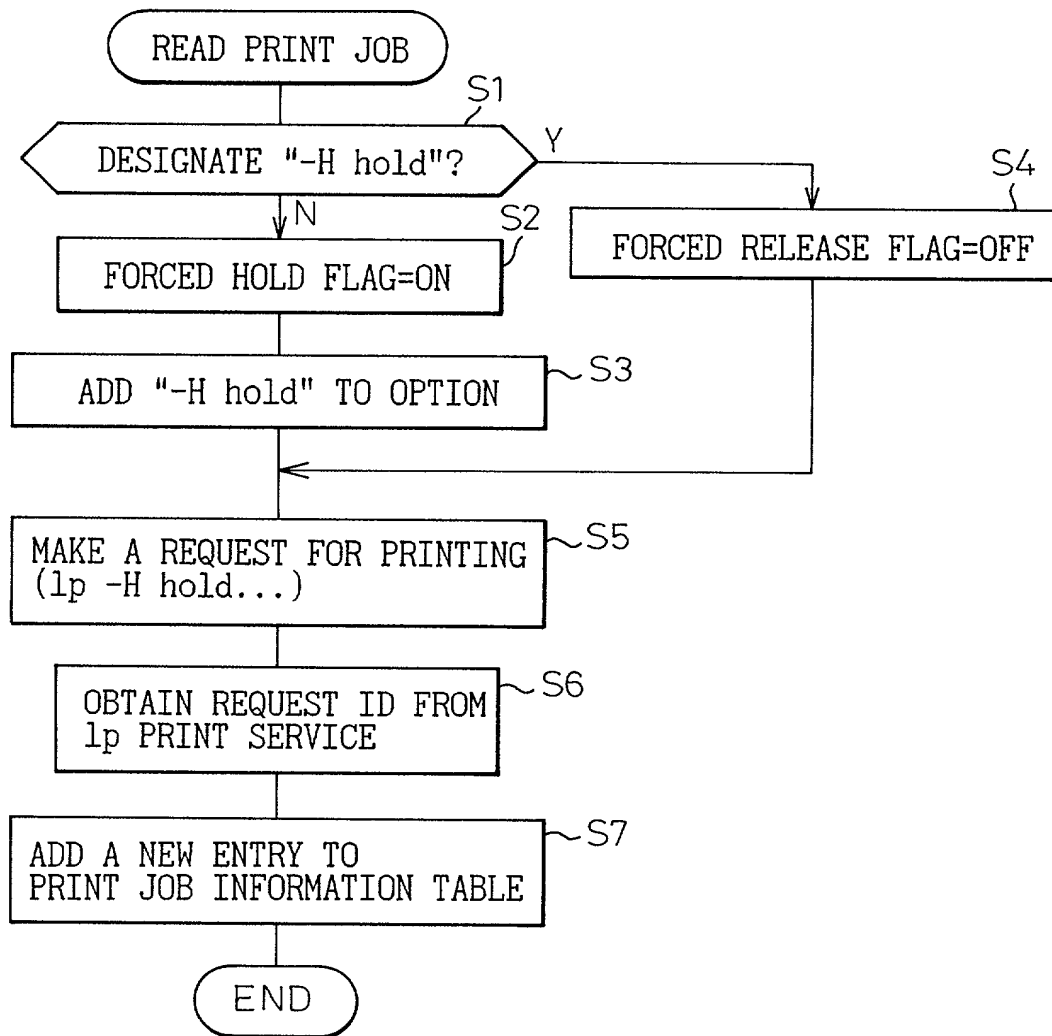 READ PRINT JOB
S1
DESIGNATE "-H hold"?
Y
N
S4
FORCED RELEASE FLAG=OFF
S2
FORCED HOLD FLAG=ON
S3
ADD "-H hold" TO OPTION
S5
MAKE A REQUEST FOR PRINTING
(lp -H hold...)
S6
OBTAIN REQUEST ID FROM
lp PRINT SERVICE
S7
ADD A NEW ENTRY TO
PRINT JOB INFORMATION TABLE
END